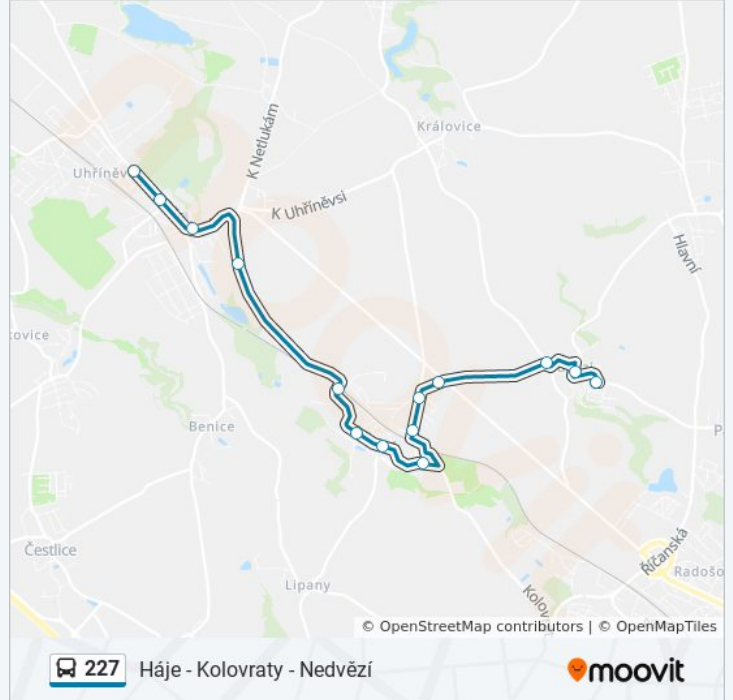 Královice
K Netlukám
Uhříněv
K Uhříněvsi
Hlavní
ovice
Benice
P
Čestlice
Lipany
Kolov
Říčanská
Radošo
© OpenStreetMap contributors | © OpenMapTiles
227 Háje - Kolovraty - Nedvězí
moovit